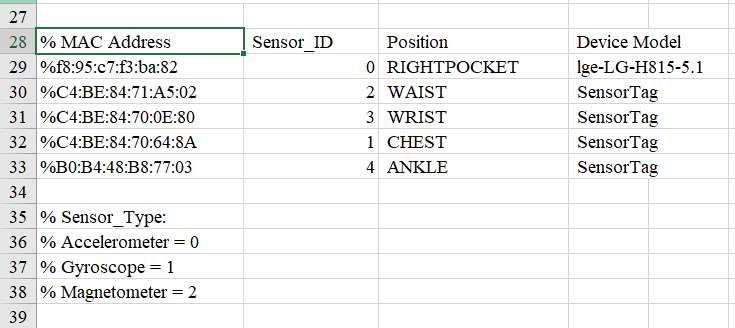 27
28 % MAC Address Sensor_ID Position Device Model
29 %f8:95:c7:f3:ba:82 0 RIGHTPOCKET lge-LG-H815-5.1
30 %C4:BE:84:71:A5:02 2 WAIST SensorTag
31 %C4:BE:84:70:0E:80 3 WRIST SensorTag
32 %C4:BE:84:70:64:8A 1 CHEST SensorTag
33 %B0:B4:48:B8:77:03 4 ANKLE SensorTag
34
35 % Sensor_Type:
36 % Accelerometer = 0
37 % Gyroscope = 1
38 % Magnetometer = 2
39